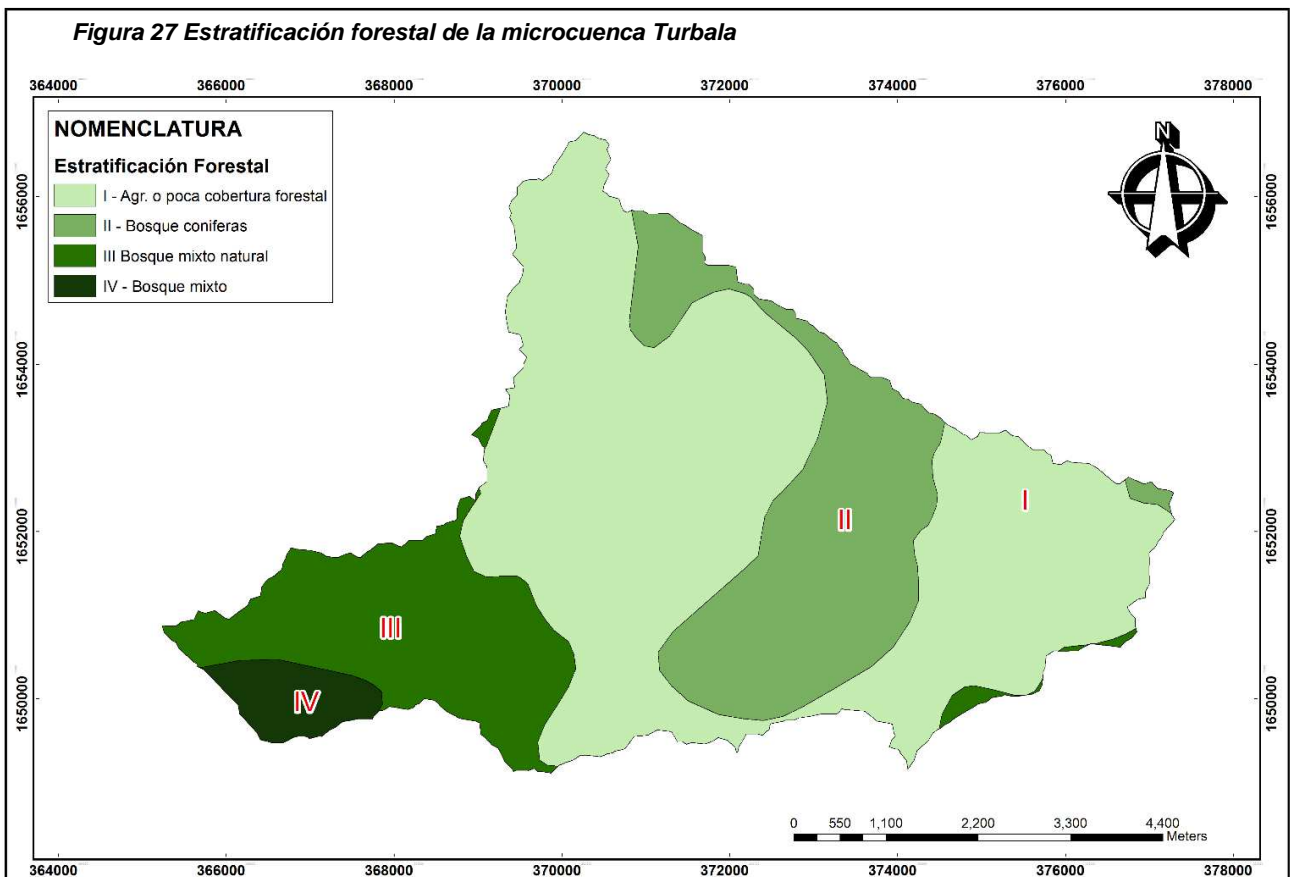 Figura 27 Estratificación forestal de la microcuenca Turbala
364000 366000 368000 370000 372000 374000 376000 378000
NOMENCLATURA
Estratificación Forestal
I - Agr. o poca cobertura forestal
II - Bosque coniferas
III Bosque mixto natural
IV - Bosque mixto
N
1656000 1656000
1654000 1654000
1652000 1652000
1650000 1650000
I
II
III
IV
0 550 1,100 2,200 3,300 4,400
Meters
364000 366000 368000 370000 372000 374000 376000 378000